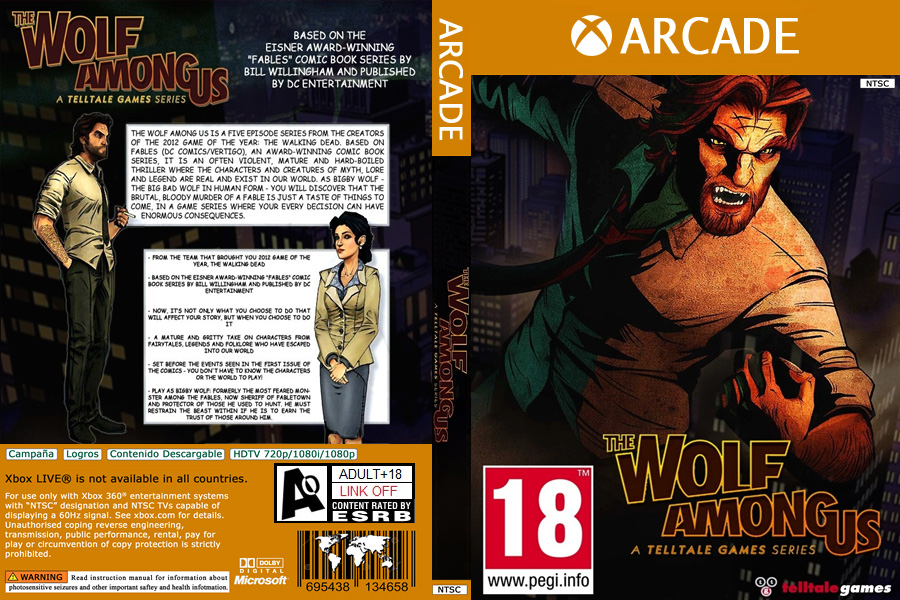 THE
WOLF
AMONG US
A TELLTALE GAMES SERIES
BASED ON THE
EISNER AWARD-WINNING
"FABLES" COMIC BOOK SERIES BY
BILL WILLINGHAM AND PUBLISHED
BY DC ENTERTAINMENT
THE WOLF AMONG US IS A FIVE EPISODE SERIES FROM THE CREATORS
OF THE 2012 GAME OF THE YEAR: THE WALKING DEAD. BASED ON
FABLES (DC COMICS/VERTIGO), AN AWARD-WINNING COMIC BOOK
SERIES, IT IS AN OFTEN VIOLENT, MATURE AND HARD-BOILED
THRILLER WHERE THE CHARACTERS AND CREATURES OF MYTH, LORE
AND LEGEND ARE REAL AND EXIST IN OUR WORLD. AS BIGBY WOLF -
THE BIG BAD WOLF IN HUMAN FORM - YOU WILL DISCOVER THAT THE
BRUTAL, BLOODY MURDER OF A FABLE IS JUST A TASTE OF THINGS TO
COME, IN A GAME SERIES WHERE YOUR EVERY DECISION CAN HAVE
ENORMOUS CONSEQUENCES.
- FROM THE TEAM THAT BROUGHT YOU 2012 GAME OF THE
YEAR, THE WALKING DEAD
- BASED ON THE EISNER AWARD-WINNING "FABLES" COMIC
BOOK SERIES BY BILL WILLINGHAM AND PUBLISHED BY DC
ENTERTAINMENT
- NOW, IT'S NOT ONLY WHAT YOU CHOOSE TO DO THAT
WILL AFFECT YOUR STORY, BUT WHEN YOU CHOOSE TO DO
IT
- A MATURE AND GRITTY TAKE ON CHARACTERS FROM
FAIRYTALES, LEGENDS AND FOLKLORE WHO HAVE ESCAPED
INTO OUR WORLD
- SET BEFORE THE EVENTS SEEN IN THE FIRST ISSUE OF
THE COMICS - YOU DON'T HAVE TO KNOW THE CHARACTERS
OR THE WORLD TO PLAY!
- PLAY AS BIGBY WOLF: FORMERLY THE MOST FEARED MON-
STER AMONG THE FABLES, NOW SHERIFF OF FABLETOWN
AND PROTECTOR OF THOSE HE USED TO HUNT, HE MUST
RESTRAIN THE BEAST WITHIN IF HE IS TO EARN THE
TRUST OF THOSE AROUND HIM.
Campaña Logros Contenido Descargable HDTV 720p/1080i/1080p
Xbox LIVE® is not available in all countries.
For use only with Xbox 360® entertainment systems
with "NTSC" designation and NTSC TVs capable of
displaying a 60Hz signal. See xbox.com for details.
Unauthorised coping reverse engineering,
transmission, public performance, rental, pay for
play or circumvention of copy protection is strictly
prohibited.
WARNING Read instruction manual for information about
photosensitive seizures and other important saftey and health infotmation.
AO
ADULT+18
LINK OFF
CONTENT RATED BY
ESRB
DOLBY
DIGITAL
Microsoft
695438 134658
ARCADE
THE
WOLF
AMONG US
A TELLTALE GAMES SERIES
NTSC
ARCADE
NTSC
18
TM
www.pegi.info
THE
WOLF
AMONG US
A TELLTALE GAMES SERIES
telltalegames